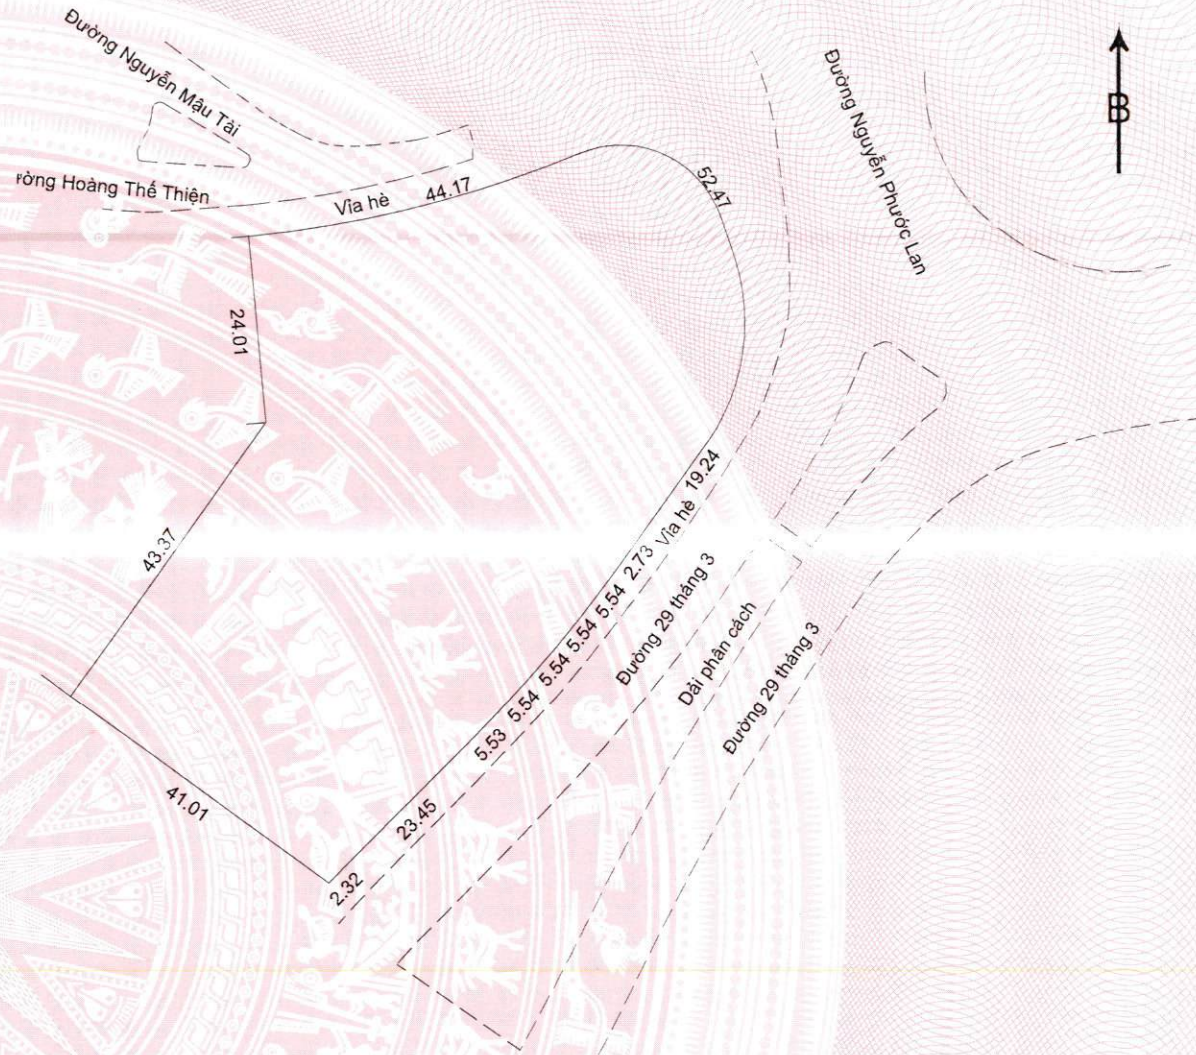 Đường Nguyễn Mậu Tài
Đường Nguyễn Phước Lan
B
ường Hoàng Thế Thiện
Vỉa hè
44.17
52.47
24.01
43.37
19.24
Vỉa hè
2.73
5.54
5.54
5.54
5.54
5.53
23.45
2.32
41.01
Đường 29 tháng 3
Dải phân cách
Đường 29 tháng 3